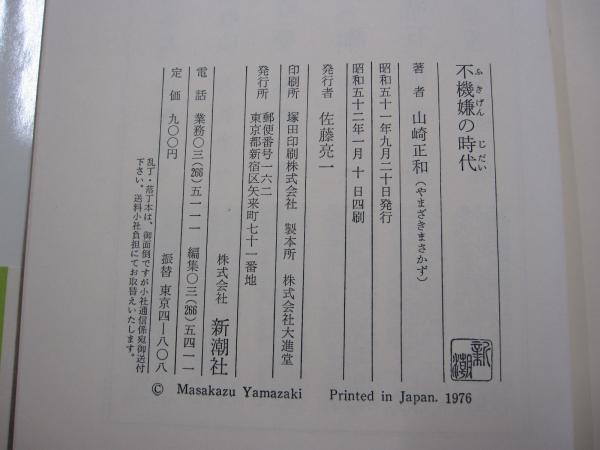 不機嫌の時代
ふきげん じだい
著者 山崎正和(やまざきまさかず)
昭和五十一年九月二十日発行
昭和五十二年一月十日四刷
発行者 佐藤亮一
印刷所 塚田印刷株式会社 製本所 株式会社大進堂
発行所 郵便番号一六二
東京都新宿区矢来町七十一番地
株式会社 新潮社
電話 業務〇三(266)五一一一 編集〇三(266)五四一一
振替 東京四―八〇八
定価 九〇〇円
乱丁・落丁本は、御面倒ですが小社通信係宛御送付
下さい。送料小社負担にてお取替えいたします。
新潮
© Masakazu Yamazaki Printed in Japan. 1976